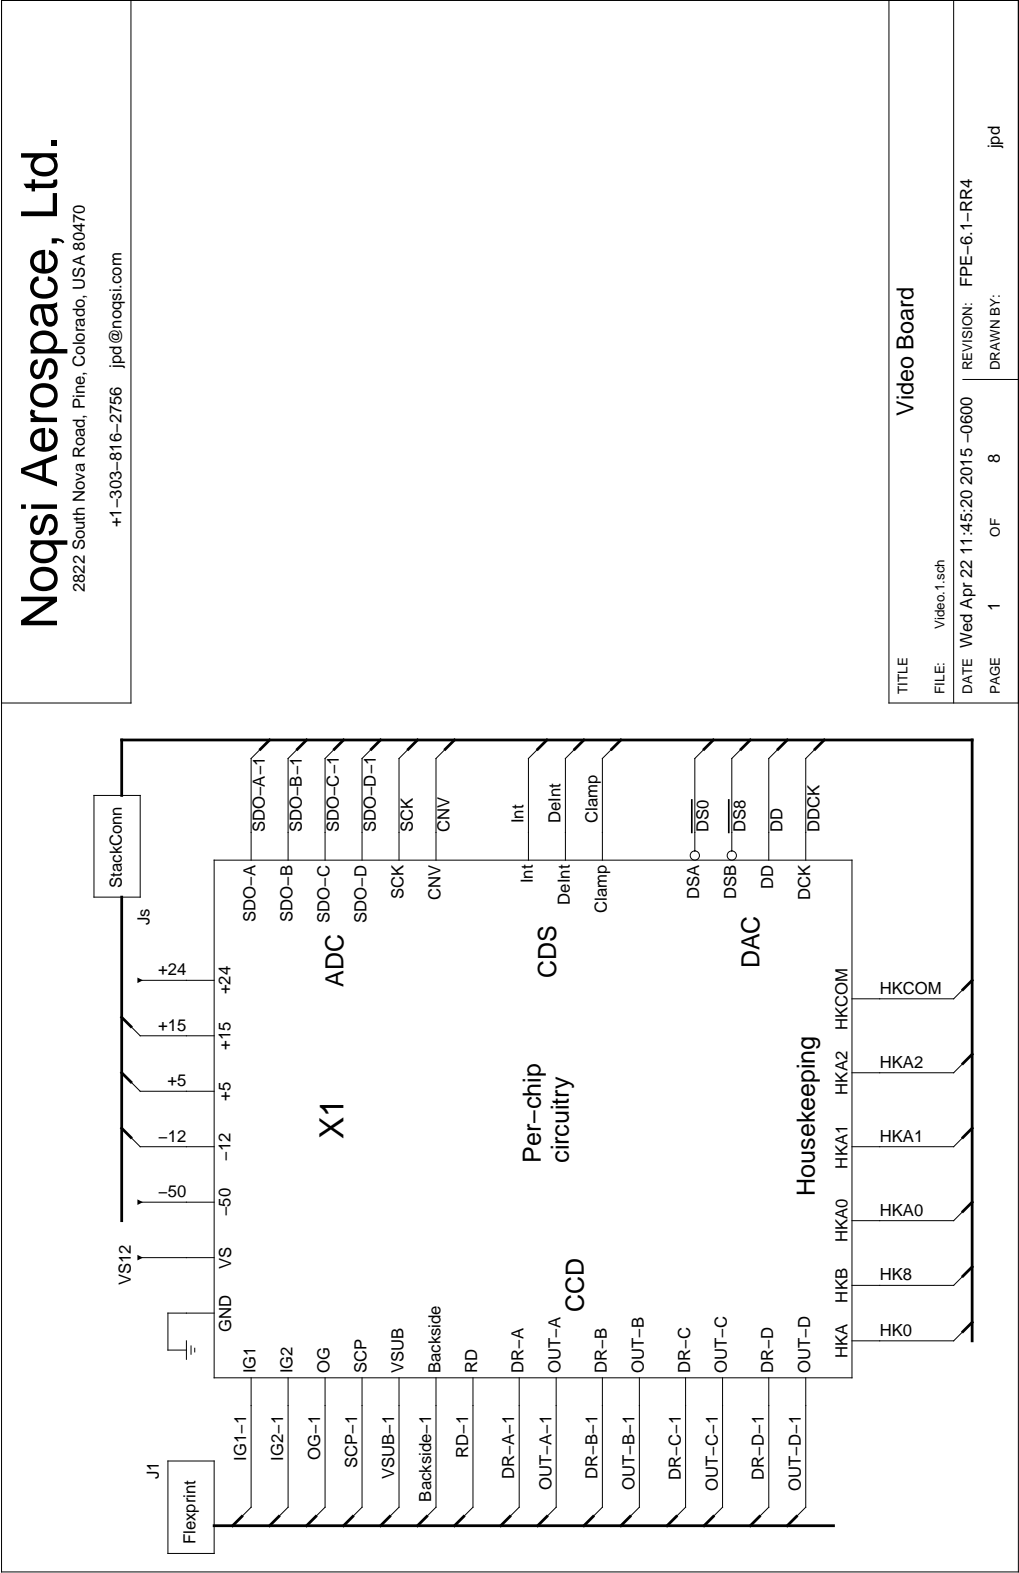 Noqsi Aerospace, Ltd.
2822 South Nova Road, Pine, Colorado, USA 80470
+1−303−816−2756 jpd@noqsi.com
J1
Flexprint
IG1−1
IG2−1
OG−1
SCP−1
VSUB−1
Backside−1
RD−1
DR−A−1
OUT−A−1
DR−B−1
OUT−B−1
DR−C−1
OUT−C−1
DR−D−1
OUT−D−1
IG1
IG2
OG
SCP
VSUB
Backside
RD
DR−A
OUT−A
DR−B
OUT−B
DR−C
OUT−C
DR−D
OUT−D
CCD
VS12
−50
−12
+5
+15
+24
GND
VS
−50
−12
+5
+15
+24
X1
Per−chip
circuitry
Housekeeping
HKA
HKB
HKA0
HKA1
HKA2
HKCOM
HK0
HK8
HKA0
HKA1
HKA2
HKCOM
Js
StackConn
ADC
CDS
DAC
SDO−A
SDO−B
SDO−C
SDO−D
SCK
CNV
Int
DeInt
Clamp
DSA
DSB
DD
DCK
SDO−A−1
SDO−B−1
SDO−C−1
SDO−D−1
SCK
CNV
Int
DeInt
Clamp
DS0
DS8
DD
DDCK
TITLE
Video Board
FILE: Video.1.sch
DATE Wed Apr 22 11:45:20 2015 −0600
REVISION: FPE−6.1−RR4
PAGE 1 OF 8
DRAWN BY: jpd